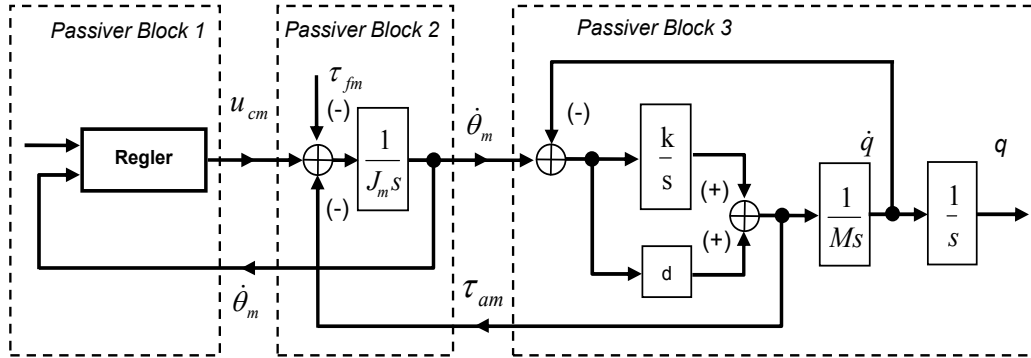 Passiver Block 1
Passiver Block 2
Passiver Block 3
τ_fm
(-)
u_cm
θ̇_m
(-)
q̇
q
Regler
1/(J_m s)
k/s
(+)
1/(Ms)
1/s
(-)
(+)
d
τ_am
θ̇_m